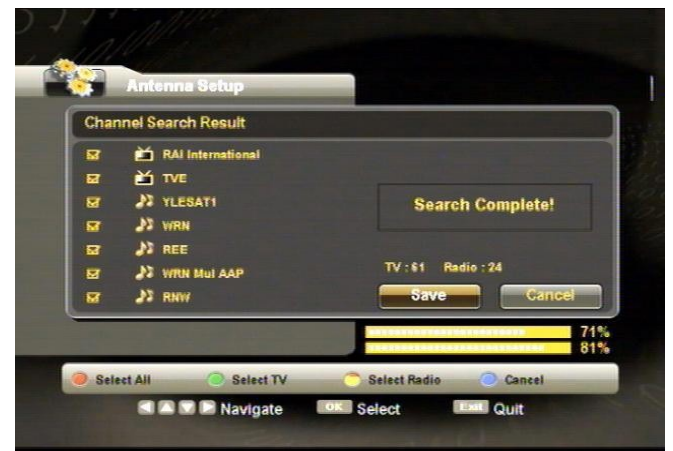 Antenna Setup
Channel Search Result
RAI International
TVE
YLESAT1
WRN
REE
WRN Mul AAP
RNW
Search Complete!
TV : 61 Radio : 24
Save Cancel
71%
81%
Select All Select TV Select Radio Cancel
Navigate OK Select Exit Quit